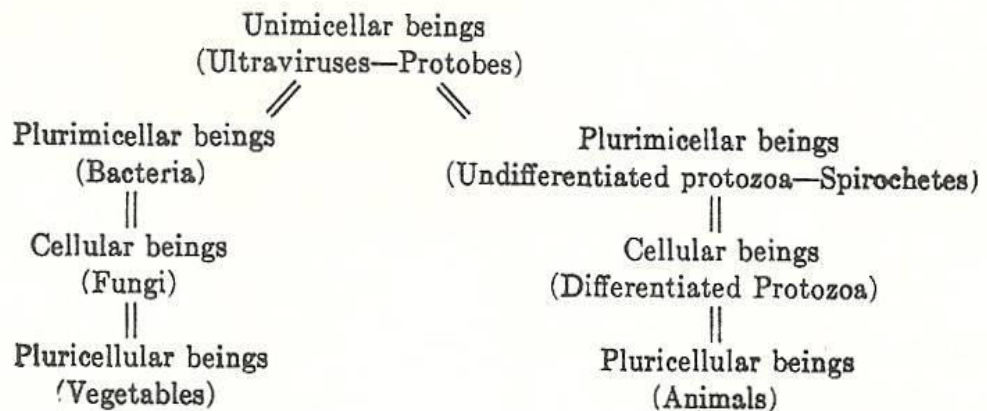 Unimicellar beings
(Ultraviruses—Protobes)
Plurimicellar beings
(Bacteria)
Cellular beings
(Fungi)
Pluricellular beings
(Vegetables)
Plurimicellar beings
(Undifferentiated protozoa—Spirochetes)
Cellular beings
(Differentiated Protozoa)
Pluricellular beings
(Animals)